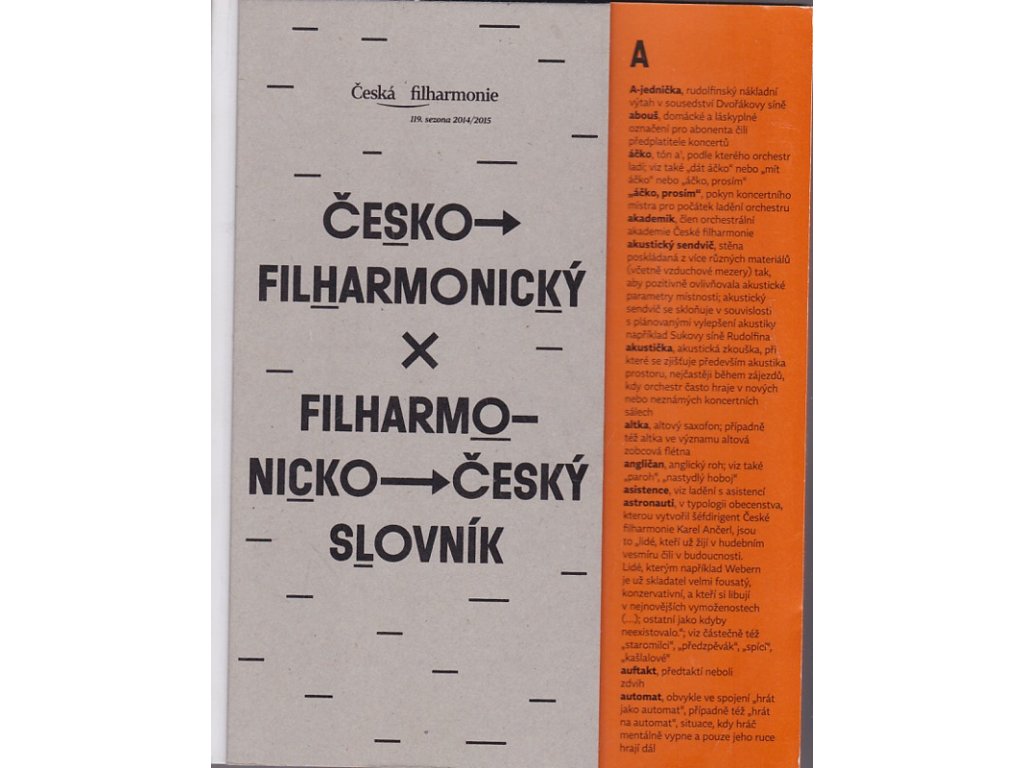 Česká filharmonie
119. sezona 2014/2015
ČESKO→
FILHARMONICKÝ
×
FILHARMO–
NICKO→ČESKÝ
SLOVNÍK
A
A-jednička, rudolfinský nákladní
výtah v sousedství Dvořákovy síně
abouš, domácké a láskyplné
označení pro abonenta čili
předplatitele koncertů
áčko, tón a¹, podle kterého orchestr
ladí; viz také „dát áčko“ nebo „mít
áčko“ nebo „áčko, prosím“
„áčko, prosím“, pokyn koncertního
mistra pro počátek ladění orchestru
akademik, člen orchestrální
akademie České filharmonie
akustický sendvič, stěna
poskládaná z více různých materiálů
(včetně vzduchové mezery) tak,
aby pozitivně ovlivňovala akustické
parametry místnosti; akustický
sendvič se skloňuje v souvislosti
s plánovanými vylepšení akustiky
například Sukovy síně Rudolfina
akustička, akustická zkouška, při
které se zjišťuje především akustika
prostoru, nejčastěji během zájezdů,
kdy orchestr často hraje v nových
nebo neznámých koncertních
sálech
altka, altový saxofon; případně
též altka ve významu altová
zobcová flétna
angličan, anglický roh; viz také
„paroh“, „nastydlý hoboj“
asistence, viz ladění s asistencí
astronauti, v typologii obecenstva,
kterou vytvořil šéfdirigent České
filharmonie Karel Ančerl, jsou
to „lidé, kteří už žijí v hudebním
vesmíru čili v budoucnosti.
Lidé, kterým například Webern
je už skladatel velmi fousatý,
konzervativní, a kteří si libují
v nejnovějších vymoženostech
(...); ostatní jako kdyby
neexistovalo.“; viz částečně též
„staromilci“, „předzpěvák“, „spící“,
„kašlalové“
auftakt, předtaktí neboli
zdvih
automat, obvykle ve spojení „hrát
jako automat“, případně též „hrát
na automat“, situace, kdy hráč
mentálně vypne a pouze jeho ruce
hrají dál